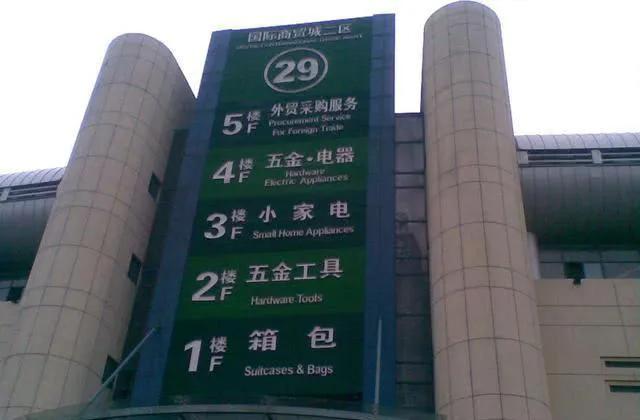 国际商贸城二区
29
5楼F 外贸采购服务
Procurement Service
For Foreign Trade
4楼F 五金·电器
Hardware
Electric Appliances
3楼F 小家电
Small Home Appliances
2楼F 五金工具
Hardware Tools
1楼F 箱包
Suitcases & Bags